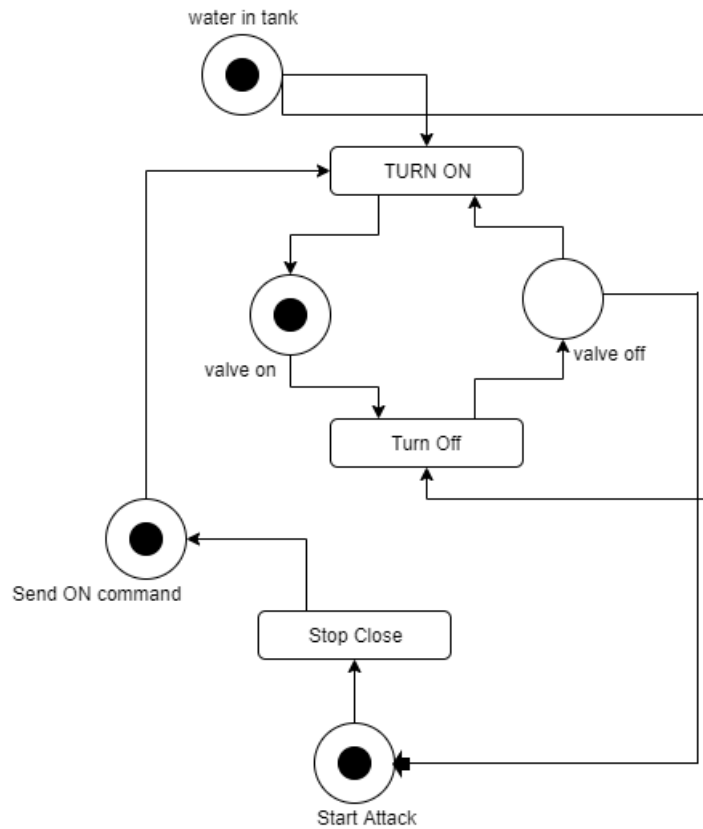 water in tank
TURN ON
valve on
valve off
Turn Off
Send ON command
Stop Close
Start Attack